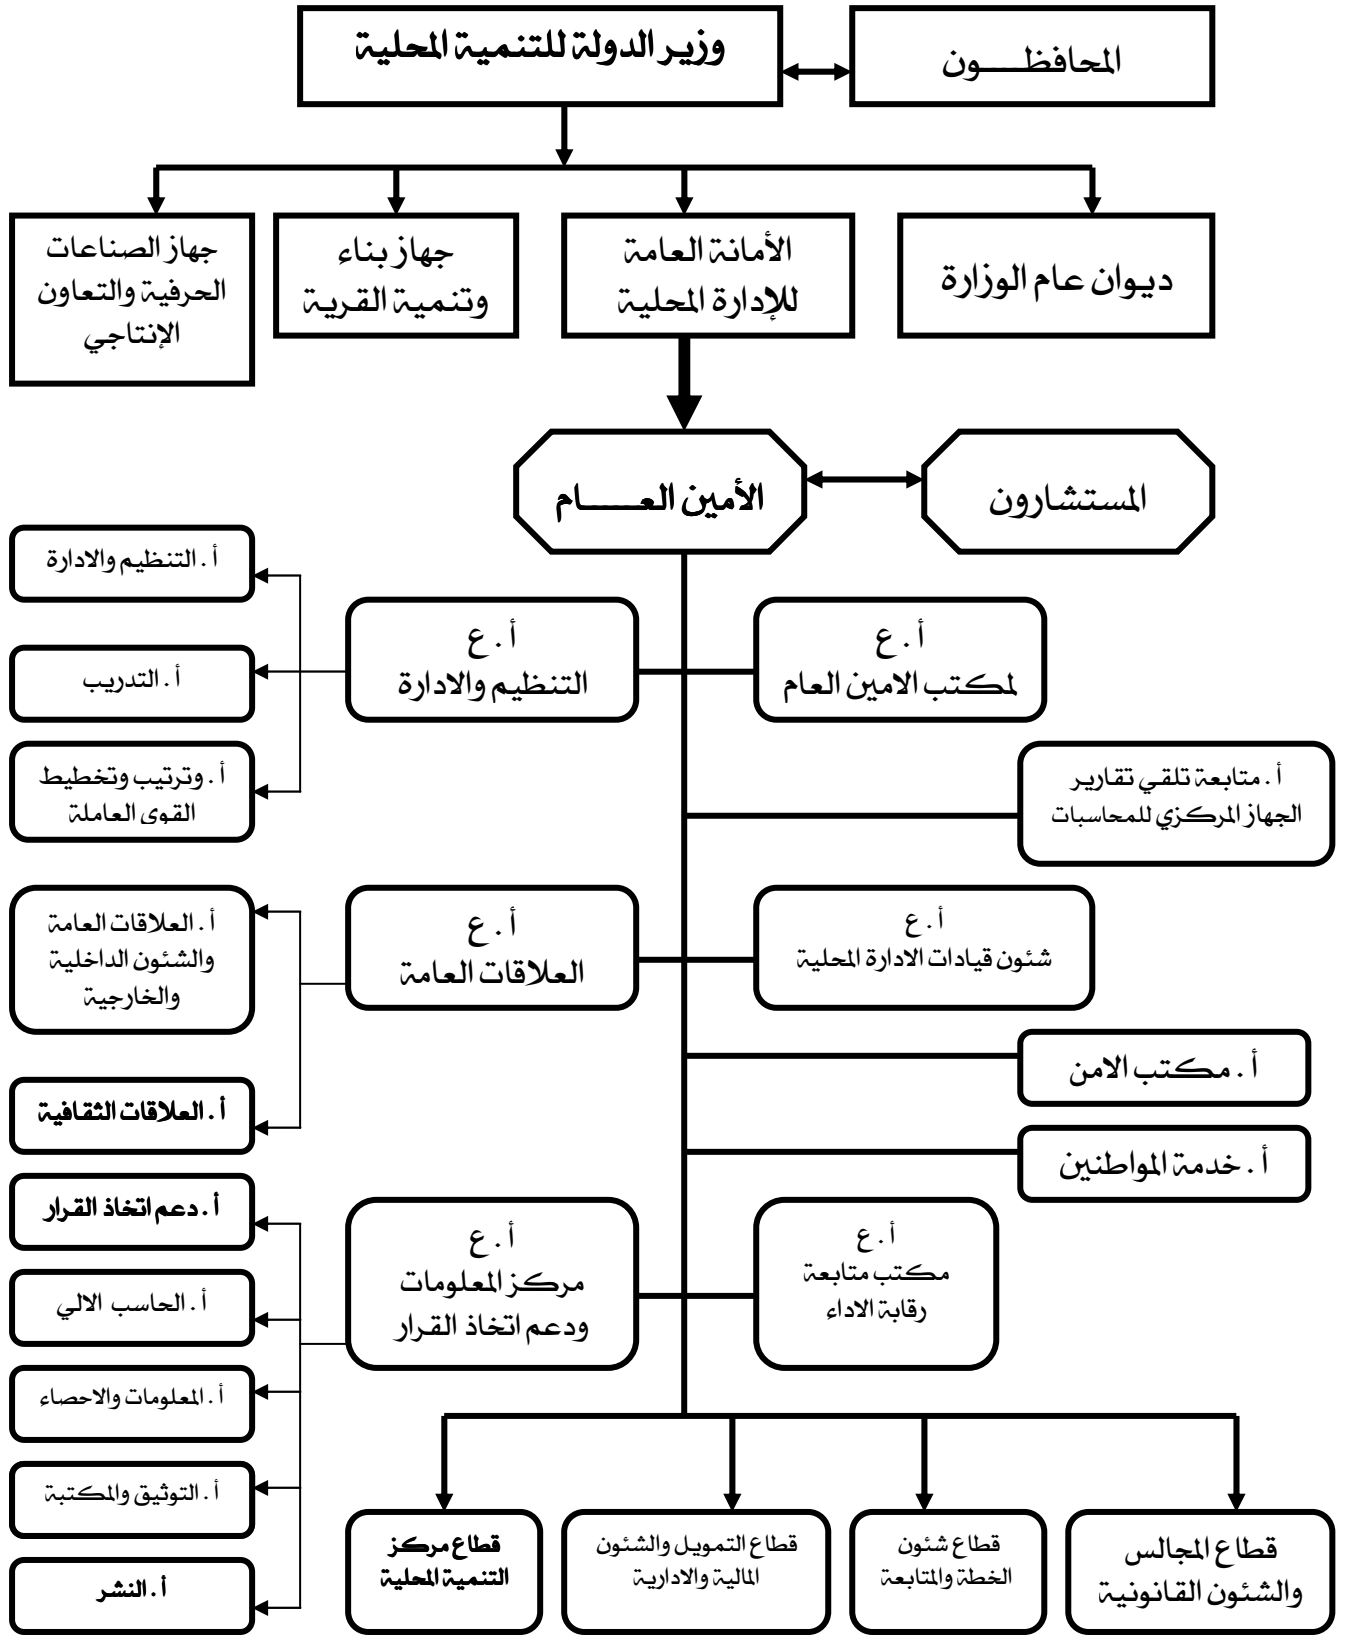 المحافظـــــون
وزير الدولة للتنمية المحلية
ديوان عام الوزارة
الأمانة العامة
للإدارة المحلية
جهاز بناء
وتنمية القرية
جهاز الصناعات
الحرفية والتعاون
الإنتاجي
المستشارون
الأمين العـــــــام
أ.ع
لمكتب الامين العام
أ.ع
التنظيم والادارة
أ. التنظيم والادارة
أ. التدريب
أ. وترتيب وتخطيط
القوى العاملة
أ. متابعة تلقي تقارير
الجهاز المركزي للمحاسبات
أ.ع
شئون قيادات الادارة المحلية
أ.ع
العلاقات العامة
أ. العلاقات العامة
والشئون الداخلية
والخارجية
أ. العلاقات الثقافية
أ. مكتب الامن
أ. خدمة المواطنين
أ.ع
مكتب متابعة
رقابة الاداء
أ.ع
مركز المعلومات
ودعم اتخاذ القرار
أ. دعم اتخاذ القرار
أ. الحاسب الالي
أ. المعلومات والاحصاء
أ. التوثيق والمكتبة
أ. النشر
قطاع المجالس
والشئون القانونية
قطاع شئون
الخطة والمتابعة
قطاع التمويل والشئون
المالية والادارية
قطاع مركز
التنمية المحلية